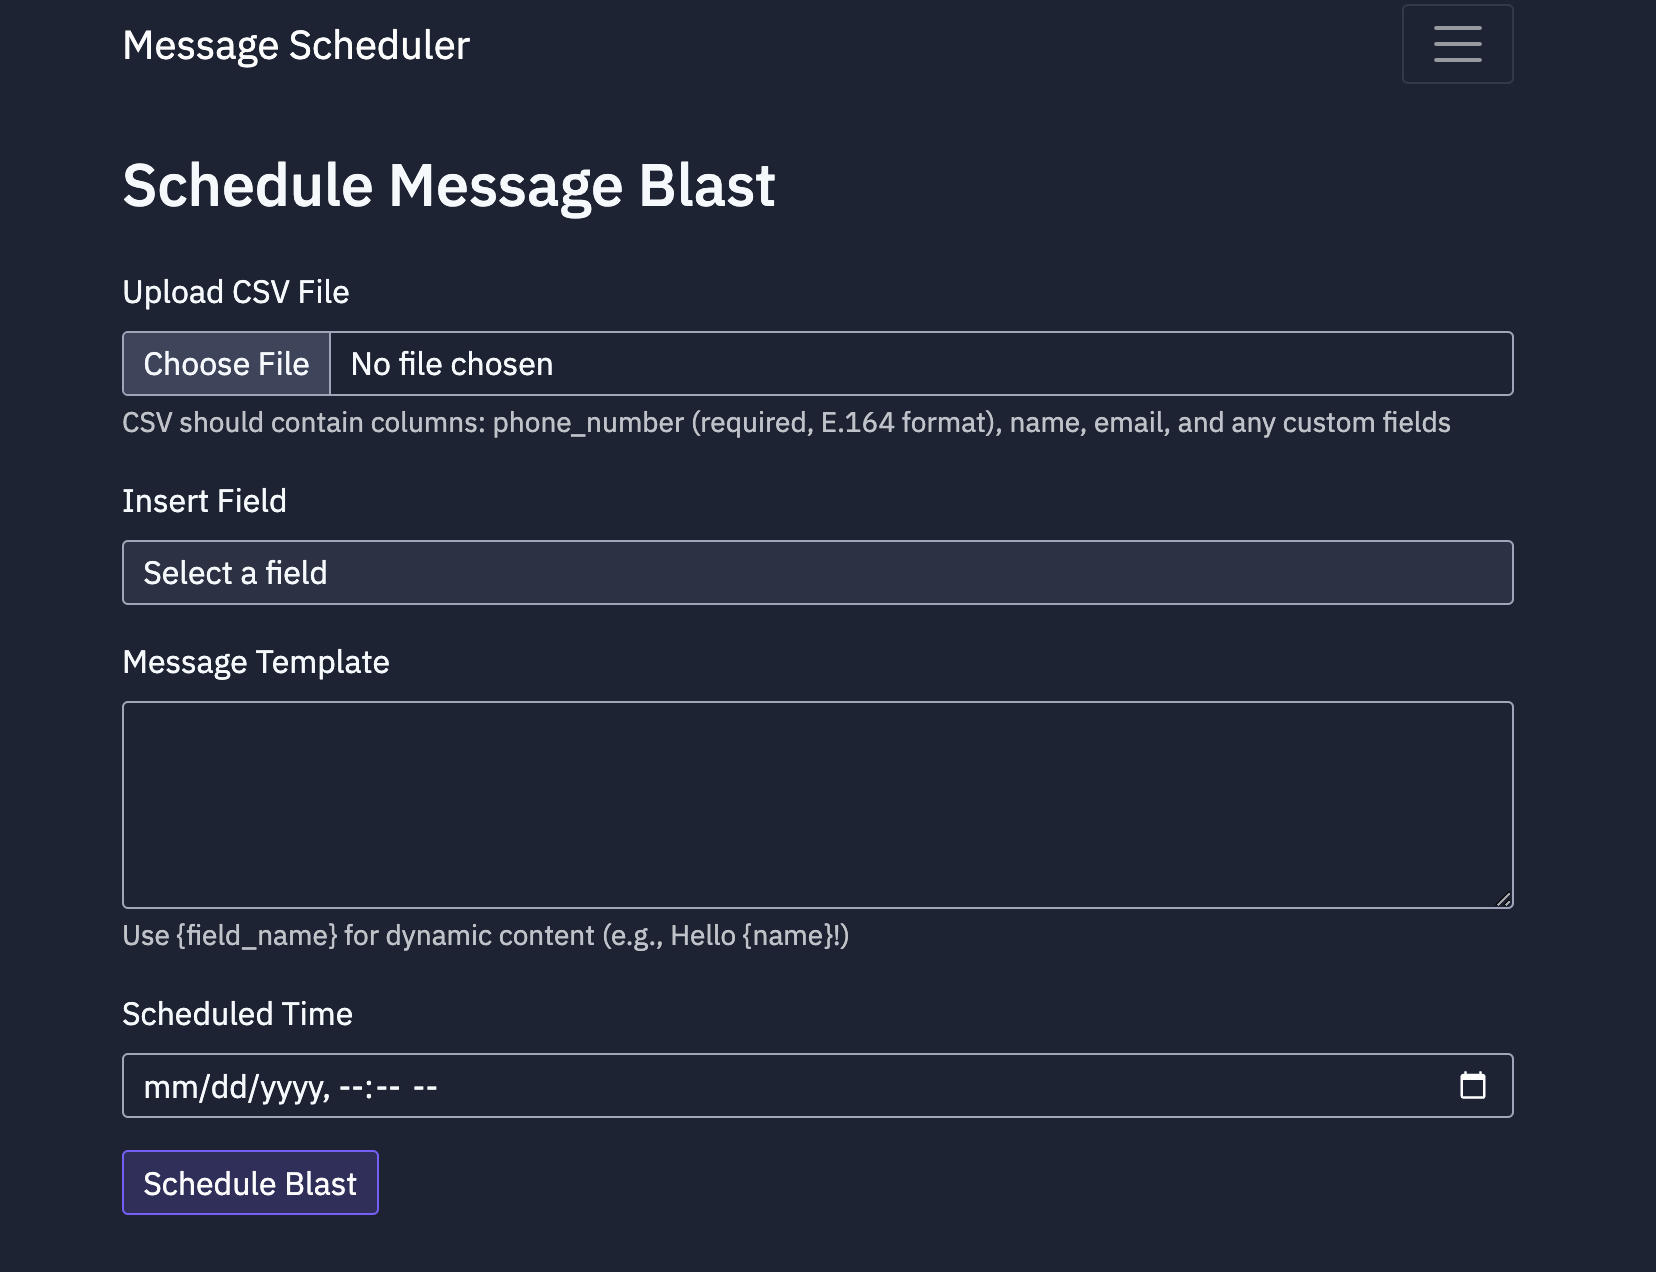 Message Scheduler
Schedule Message Blast
Upload CSV File
Choose File No file chosen
CSV should contain columns: phone_number (required, E.164 format), name, email, and any custom fields
Insert Field
Select a field
Message Template
Use {field_name} for dynamic content (e.g., Hello {name}!)
Scheduled Time
mm/dd/yyyy, --:-- --
Schedule Blast